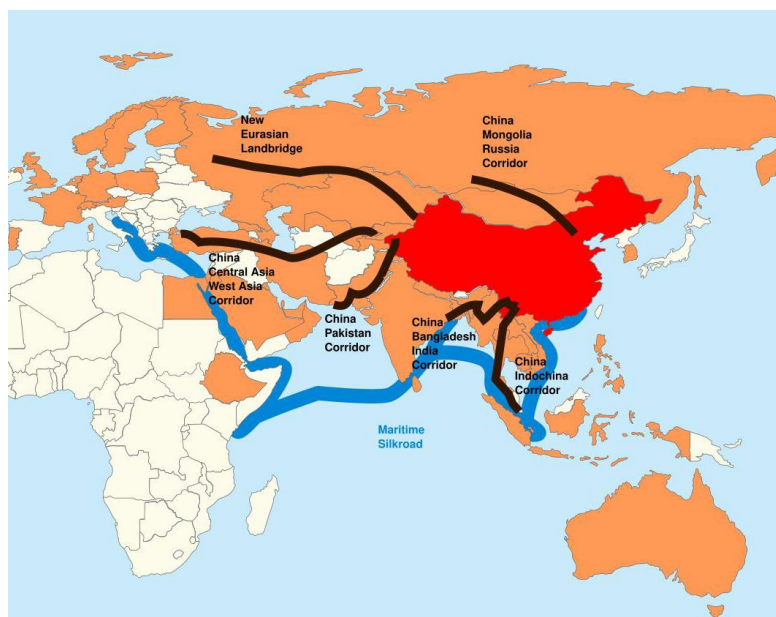 New
Eurasian
Landbridge
China
Mongolia
Russia
Corridor
China
Central Asia
West Asia
Corridor
China
Pakistan
Corridor
China
Bangladesh
India
Corridor
China
Indochina
Corridor
Maritime
Silkroad